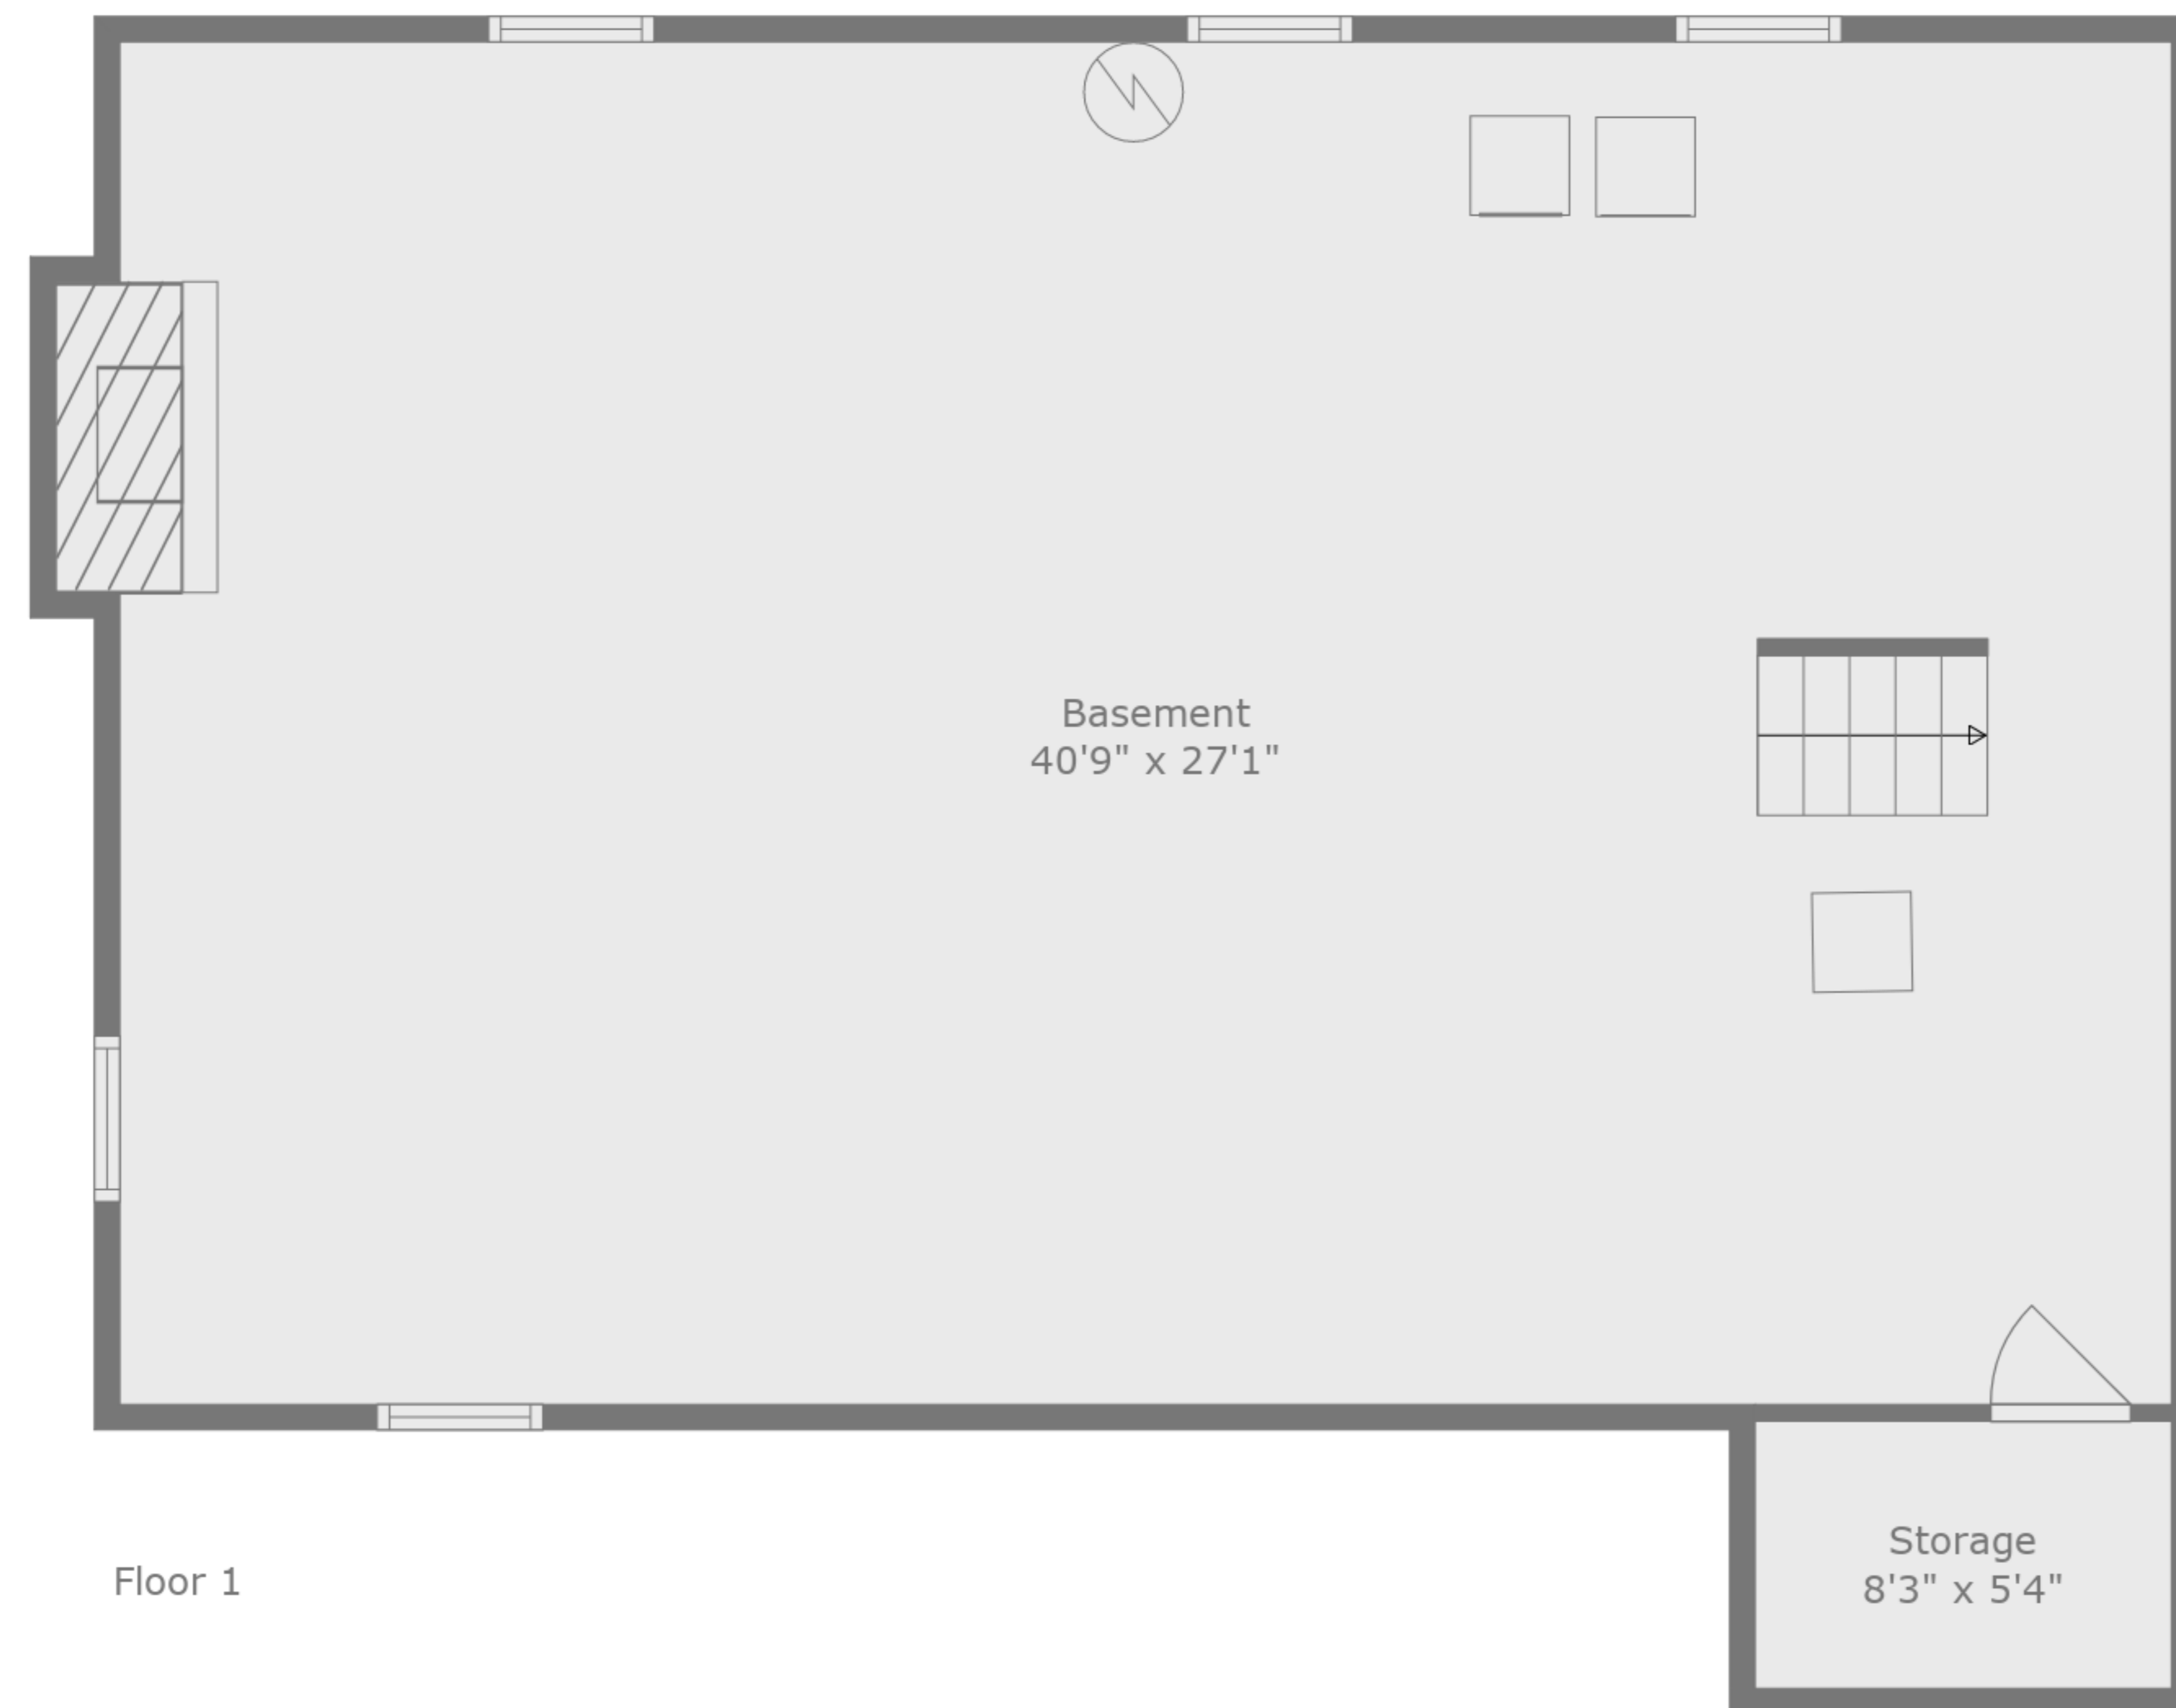 Basement
40'9" x 27'1"
Storage
8'3" x 5'4"
Floor 1